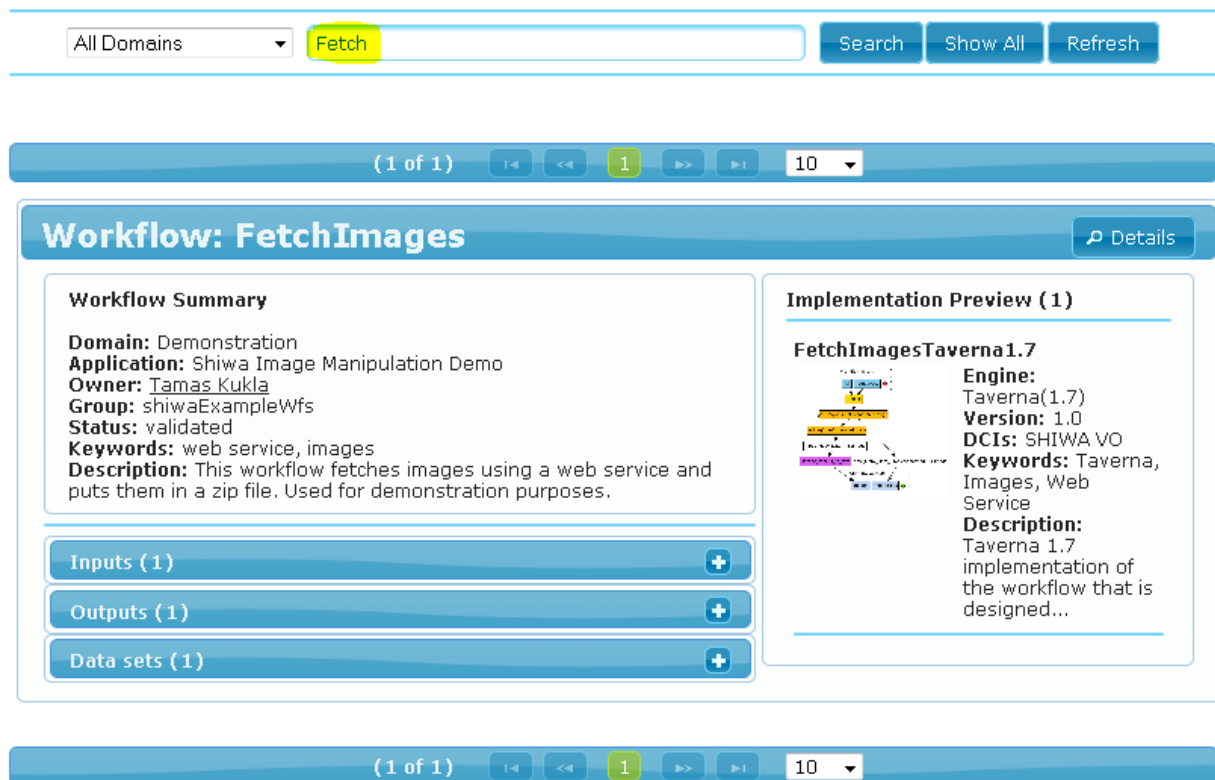 All Domains Fetch Search Show All Refresh
(1 of 1) 1 10
Workflow: FetchImages Details
Workflow Summary
Domain: Demonstration
Application: Shiwa Image Manipulation Demo
Owner: Tamas Kukla
Group: shiwaExampleWfs
Status: validated
Keywords: web service, images
Description: This workflow fetches images using a web service and
puts them in a zip file. Used for demonstration purposes.
Inputs (1)
Outputs (1)
Data sets (1)
Implementation Preview (1)
FetchImagesTaverna1.7
Engine:
Taverna(1.7)
Version: 1.0
DCIs: SHIWA VO
Keywords: Taverna,
Images, Web
Service
Description:
Taverna 1.7
implementation of
the workflow that is
designed...
(1 of 1) 1 10